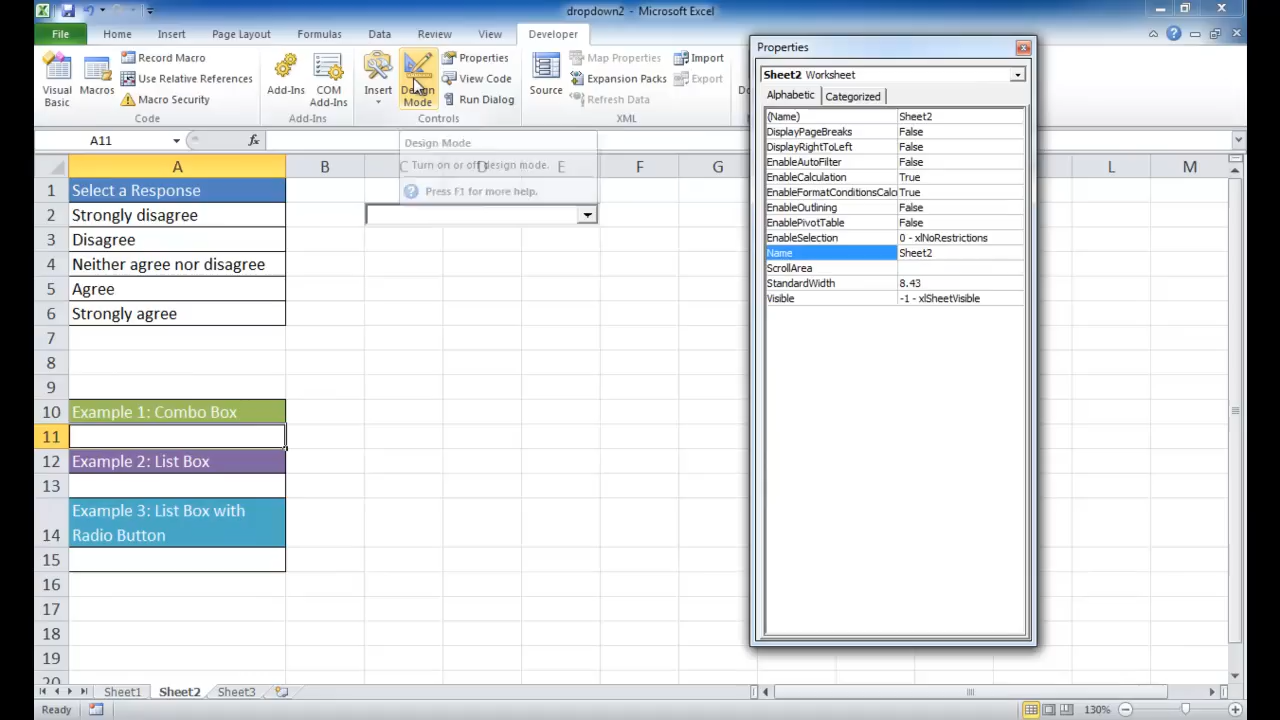 dropdown2 - Microsoft Excel
File Home Insert Page Layout Formulas Data Review View Developer
Visual Basic
Macros
Record Macro
Use Relative References
Macro Security
Code
Add-Ins
COM Add-Ins
Add-Ins
Insert
Design Mode
Properties
View Code
Run Dialog
Controls
Source
Map Properties
Expansion Packs
Refresh Data
Import
Export
XML
A11
fx
Design Mode
Turn on or off design mode.
Press F1 for more help.
A B C D E F G L M
1 Select a Response
2 Strongly disagree
3 Disagree
4 Neither agree nor disagree
5 Agree
6 Strongly agree
7
8
9
10 Example 1: Combo Box
11
12 Example 2: List Box
13
14 Example 3: List Box with
Radio Button
15
16
17
18
19
20
Properties
Sheet2 Worksheet
Alphabetic Categorized
(Name) Sheet2
DisplayPageBreaks False
DisplayRightToLeft False
EnableAutoFilter False
EnableCalculation True
EnableFormatConditionsCalc True
EnableOutlining False
EnablePivotTable False
EnableSelection 0 - xlNoRestrictions
Name Sheet2
ScrollArea
StandardWidth 8.43
Visible -1 - xlSheetVisible
Sheet1 Sheet2 Sheet3
Ready 130%